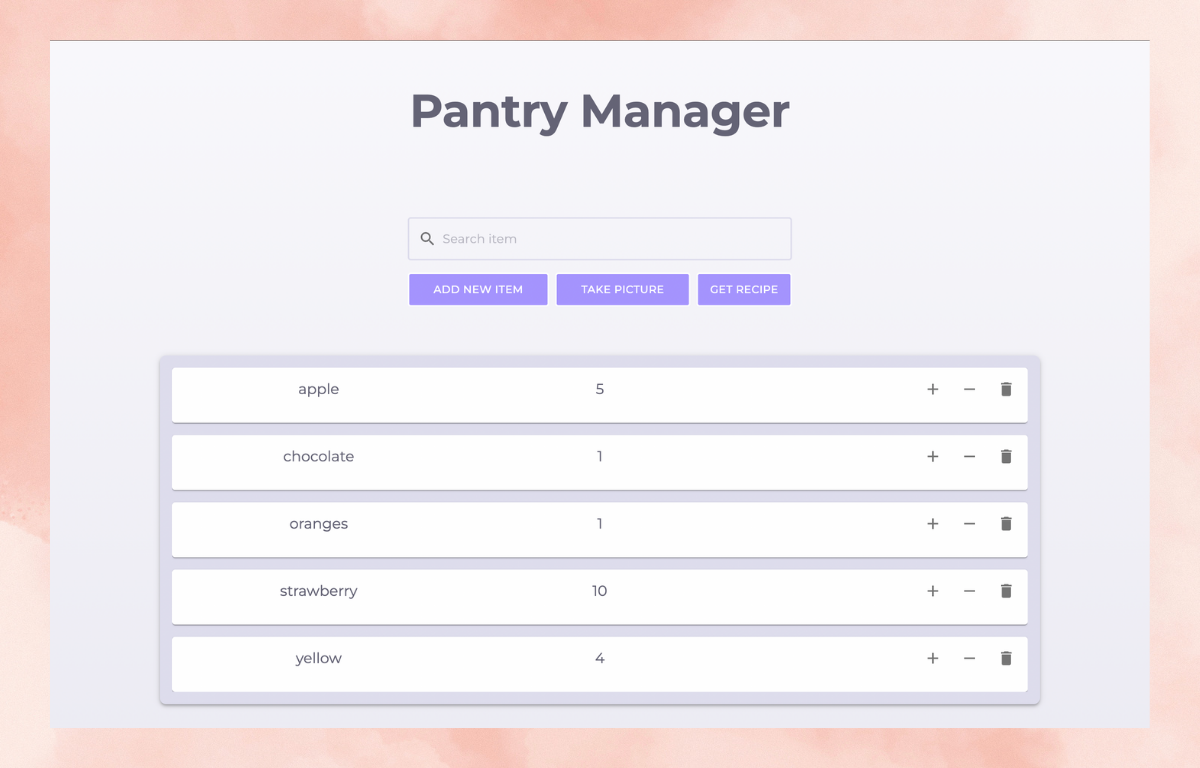 Pantry Manager
Search item
ADD NEW ITEM TAKE PICTURE GET RECIPE
apple 5
chocolate 1
oranges 1
strawberry 10
yellow 4